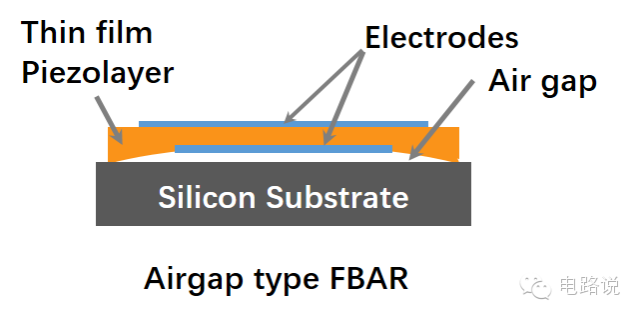 Thin film
Piezolayer
Electrodes
Air gap
Silicon Substrate
Airgap type FBAR
电路说